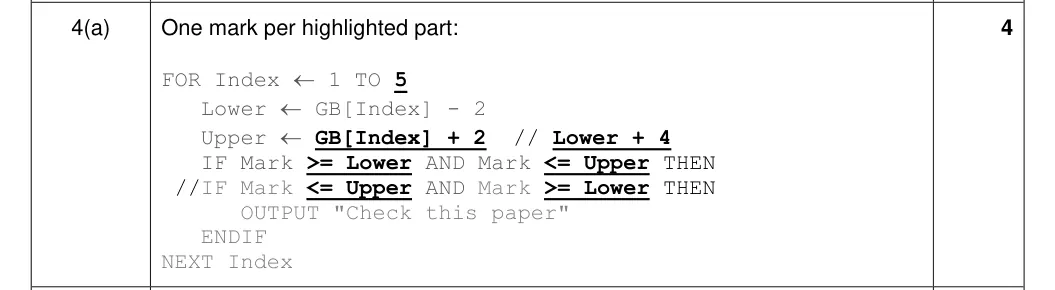 4(a) One mark per highlighted part: 4
FOR Index ← 1 TO 5
Lower ← GB[Index] - 2
Upper ← GB[Index] + 2 // Lower + 4
IF Mark >= Lower AND Mark <= Upper THEN
//IF Mark <= Upper AND Mark >= Lower THEN
OUTPUT "Check this paper"
ENDIF
NEXT Index